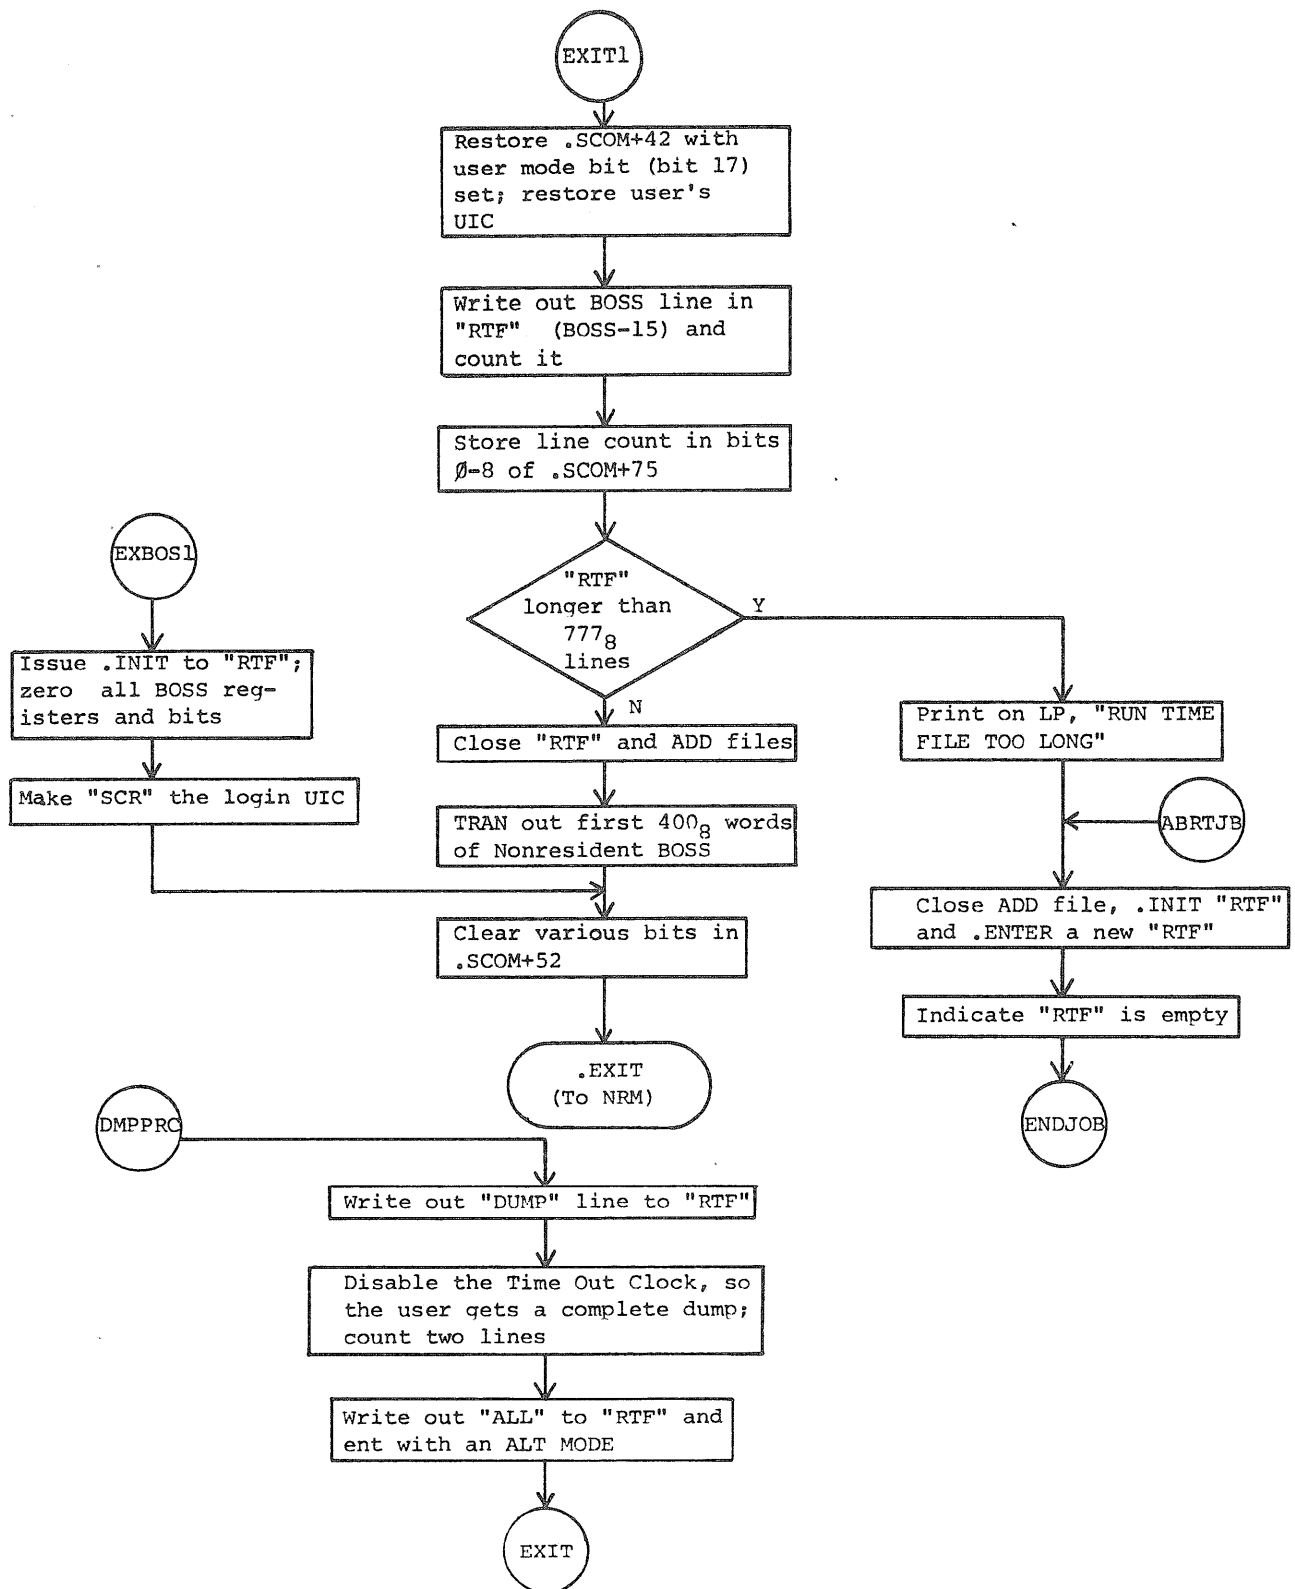 EXIT1
Restore .SCOM+42 with
user mode bit (bit 17)
set; restore user's
UIC
Write out BOSS line in
"RTF" (BOSS-15) and
count it
Store line count in bits
Ø-8 of .SCOM+75
EXBOS1
"RTF"
longer than
777₈
lines
Y
N
Issue .INIT to "RTF";
zero all BOSS reg-
isters and bits
Make "SCR" the login UIC
Close "RTF" and ADD files
TRAN out first 400₈ words
of Nonresident BOSS
Clear various bits in
.SCOM+52
.EXIT
(To NRM)
Print on LP, "RUN TIME
FILE TOO LONG"
ABRTJB
Close ADD file, .INIT "RTF"
and .ENTER a new "RTF"
Indicate "RTF" is empty
ENDJOB
DMPPRC
Write out "DUMP" line to "RTF"
Disable the Time Out Clock, so
the user gets a complete dump;
count two lines
Write out "ALL" to "RTF" and
ent with an ALT MODE
EXIT